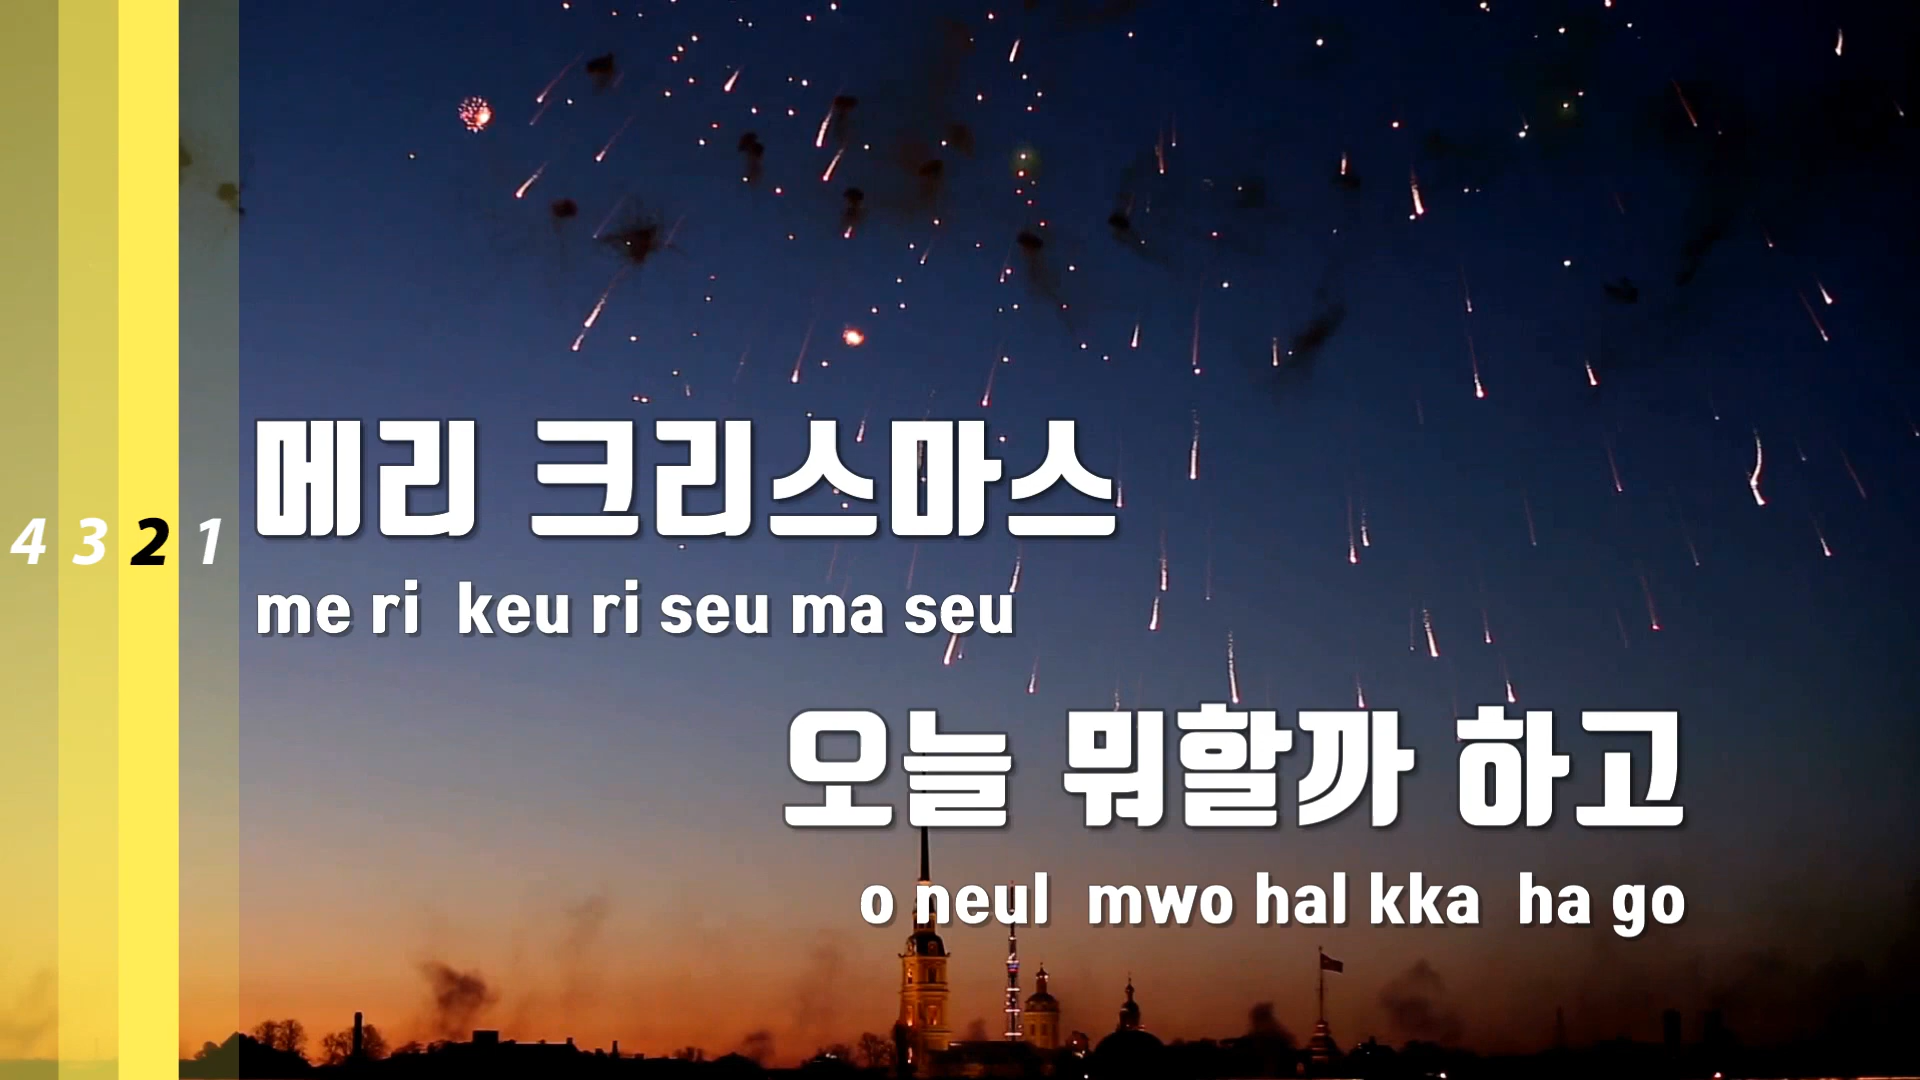 4 3 2 1
메리 크리스마스
me ri keu ri seu ma seu
오늘 뭐할까 하고
o neul mwo hal kka ha go